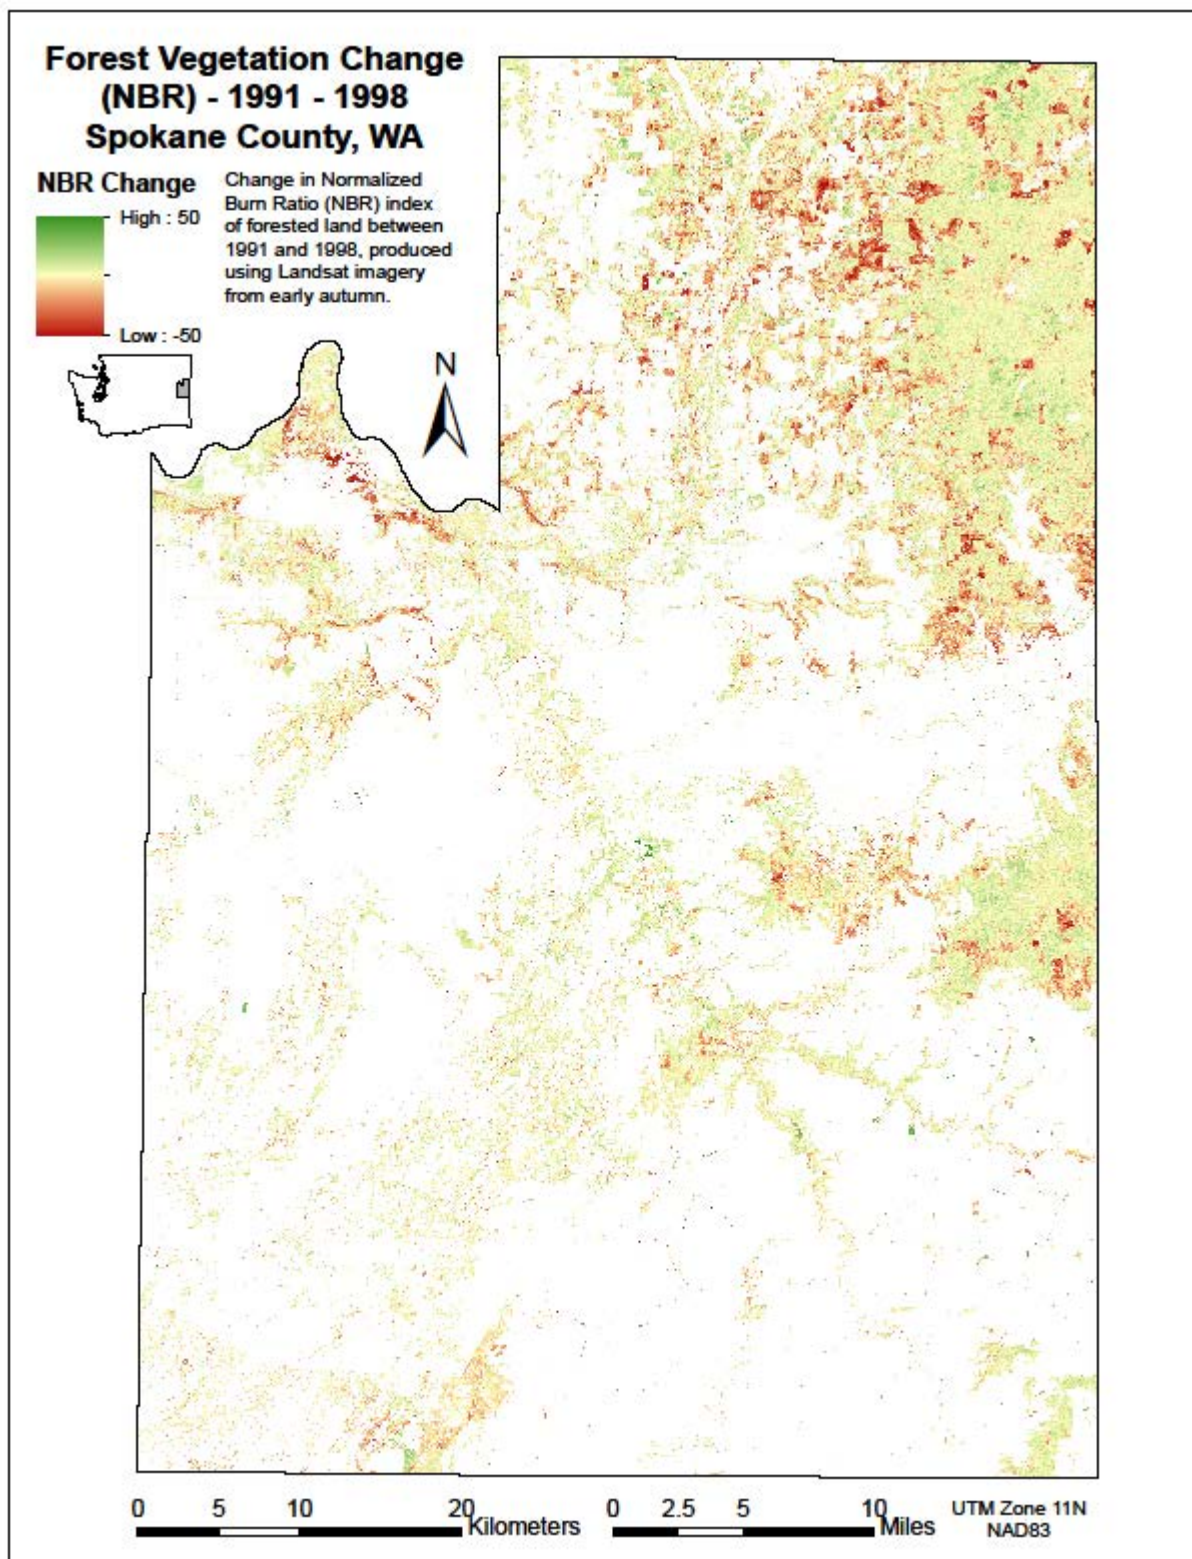 Forest Vegetation Change
(NBR) - 1991 - 1998
Spokane County, WA
NBR Change
High : 50
Low : -50
Change in Normalized
Burn Ratio (NBR) index
of forested land between
1991 and 1998, produced
using Landsat imagery
from early autumn.
N
0 5 10 20 Kilometers
0 2.5 5 10 Miles
UTM Zone 11N
NAD83